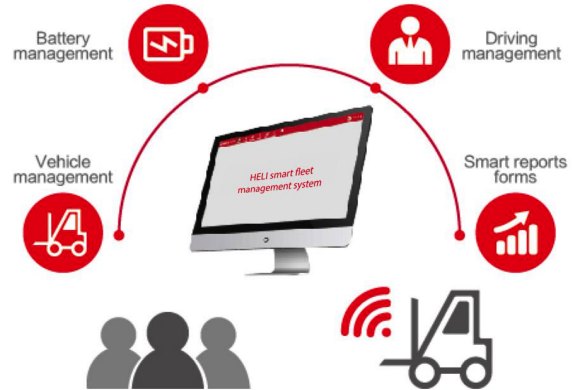 Battery
management
Driving
management
Vehicle
management
Smart reports
forms
HELI smart fleet
management system